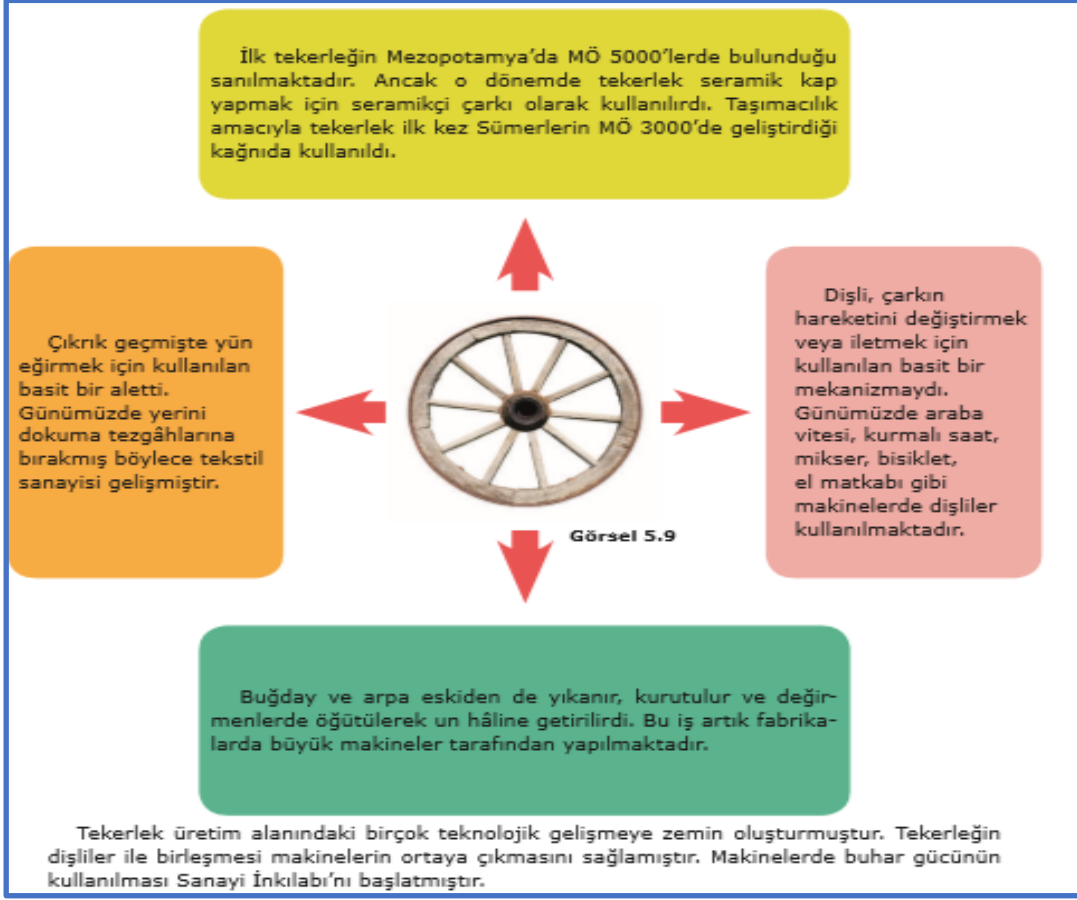 İlk tekerleğin Mezopotamya’da MÖ 5000’lerde bulunduğu
sanılmaktadır. Ancak o dönemde tekerlek seramik kap
yapmak için seramikçi çarkı olarak kullanılırdı. Taşımacılık
amacıyla tekerlek ilk kez Sümerlerin MÖ 3000’de geliştirdiği
kağnıda kullanıldı.
Çıkrık geçmişte yün
eğirmek için kullanılan
basit bir aletti.
Günümüzde yerini
dokuma tezgâhlarına
bırakmış böylece tekstil
sanayisi gelişmiştir.
Dişli, çarkın
hareketini değiştirmek
veya iletmek için
kullanılan basit bir
mekanizmaydı.
Günümüzde araba
vitesi, kurmalı saat,
mikser, bisiklet,
el matkabı gibi
makinelerde dişliler
kullanılmaktadır.
Görsel 5.9
Buğday ve arpa eskiden de yıkanır, kurutulur ve değir-
menlerde öğütülerek un hâline getirilirdi. Bu iş artık fabrika-
larda büyük makineler tarafından yapılmaktadır.
Tekerlek üretim alanındaki birçok teknolojik gelişmeye zemin oluşturmuştur. Tekerleğin
dişliler ile birleşmesi makinelerin ortaya çıkmasını sağlamıştır. Makinelerde buhar gücünün
kullanılması Sanayi İnkılabı’nı başlatmıştır.